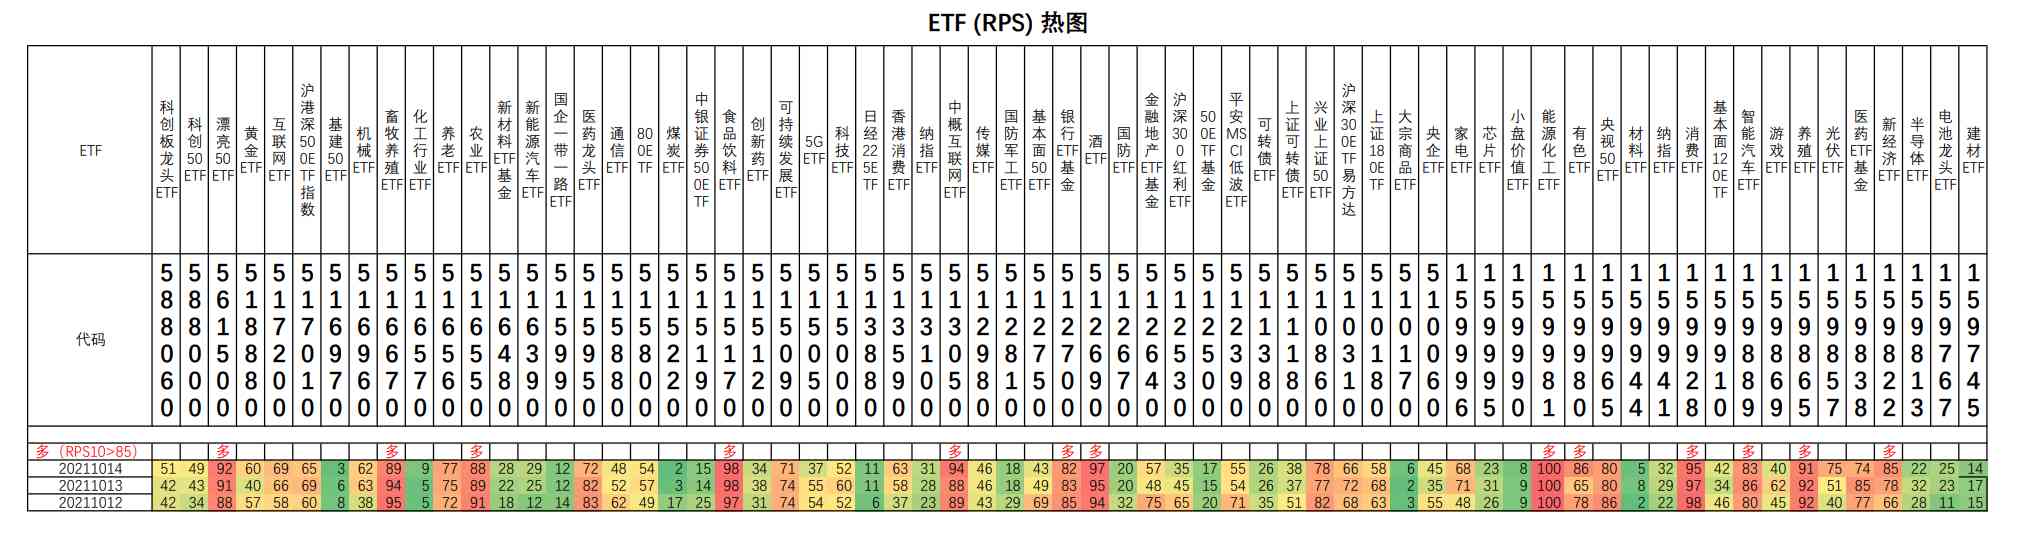 ETF (RPS) 热图
ETF 科创板龙头ETF 科创50ETF 漂亮50ETF 黄金ETF 互联网ETF 沪港深500ETF指数 基建50ETF 机械ETF 畜牧养殖ETF 化工行业ETF 养老ETF 农业ETF 新材料ETF基金 新能源汽车ETF 国企一带一路ETF 医药龙头ETF 通信ETF 800ETF 煤炭ETF 中银证券500ETF 食品饮料ETF 创新药ETF 可持续发展ETF 5GETF 科技ETF 日经225ETF 香港消费ETF 纳指ETF 中概互联网ETF 传媒ETF 国防军工ETF 基本面50ETF 银行ETF基金 酒ETF 国防ETF 金融地产ETF基金 沪深300红利ETF 500ETF基金 平安MSCI低波ETF 可转债ETF 上证可转债ETF 兴业上证50ETF 沪深300ETF易方达 上证180ETF 大宗商品ETF 央企ETF 家电ETF 芯片ETF 小盘价值ETF 能源化工ETF 有色ETF 央视50ETF 材料ETF 纳指ETF 消费ETF 基本面120ETF 智能汽车ETF 游戏ETF 养殖ETF 光伏ETF 医药ETF基金 新经济ETF 半导体ETF 电池龙头ETF 建材ETF
代码 588060 588000 561500 518880 517200 517010 516970 516960 516670 516570 516560 516550 516480 516390 515990 515950 515880 515800 515220 515190 515170 515120 515090 515050 515000 513880 513590 513100 513050 512980 512810 512750 512700 512690 512670 512640 512530 512500 512390 511380 511180 510860 510310 510180 510170 510060 159996 159995 159990 159981 159980 159965 159944 159941 159928 159910 159889 159869 159865 159857 159838 159822 159813 159767 159745
多（RPS10>85） 多 多 多 多 多 多 多 多 多 多 多 多 多
20211014 51 49 92 60 69 65 3 62 89 9 77 88 28 29 12 72 48 54 2 15 98 34 71 37 52 11 63 31 94 46 18 43 82 97 20 57 35 17 55 26 38 78 66 58 6 45 68 23 8 100 86 80 5 32 95 42 83 40 91 75 74 85 22 25 14
20211013 42 43 91 40 66 69 6 63 94 5 75 89 22 25 12 82 52 57 3 14 98 38 74 55 60 11 58 28 88 46 18 49 83 95 20 48 45 15 54 26 37 77 72 68 2 35 71 31 9 100 65 80 8 29 97 34 86 62 92 51 85 78 32 23 17
20211012 42 34 88 57 58 60 8 38 95 5 72 91 18 12 14 83 62 49 17 25 97 31 74 54 52 6 37 23 89 43 29 69 85 94 32 75 65 20 71 35 51 82 68 63 3 55 48 26 9 100 78 86 2 22 98 46 80 45 92 40 77 66 28 11 15